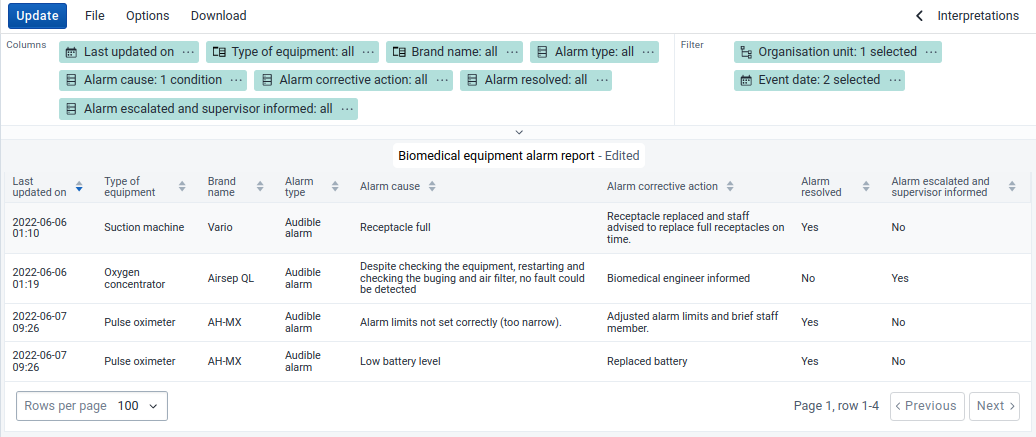 Update File Options Download Interpretations
Columns
Last updated on ... Type of equipment: all ... Brand name: all ... Alarm type: all ...
Alarm cause: 1 condition ... Alarm corrective action: all ... Alarm resolved: all ...
Alarm escalated and supervisor informed: all ...
Filter
Organisation unit: 1 selected ...
Event date: 2 selected ...
Biomedical equipment alarm report - Edited
Last
updated on
Type of
equipment
Brand
name
Alarm
type
Alarm cause
Alarm corrective action
Alarm
resolved
Alarm escalated and
supervisor informed
2022-06-06
01:10
Suction machine
Vario
Audible
alarm
Receptacle full
Receptacle replaced and staff
advised to replace full receptacles on
time.
Yes
No
2022-06-06
01:19
Oxygen
concentrator
Airsep QL
Audible
alarm
Despite checking the equipment, restarting and
checking the buging and air filter, no fault could
be detected
Biomedical engineer informed
No
Yes
2022-06-07
09:26
Pulse oximeter
AH-MX
Audible
alarm
Alarm limits not set correctly (too narrow).
Adjusted alarm limits and brief staff
member.
Yes
No
2022-06-07
09:26
Pulse oximeter
AH-MX
Audible
alarm
Low battery level
Replaced battery
Yes
No
Rows per page 100
Page 1, row 1-4
Previous
Next